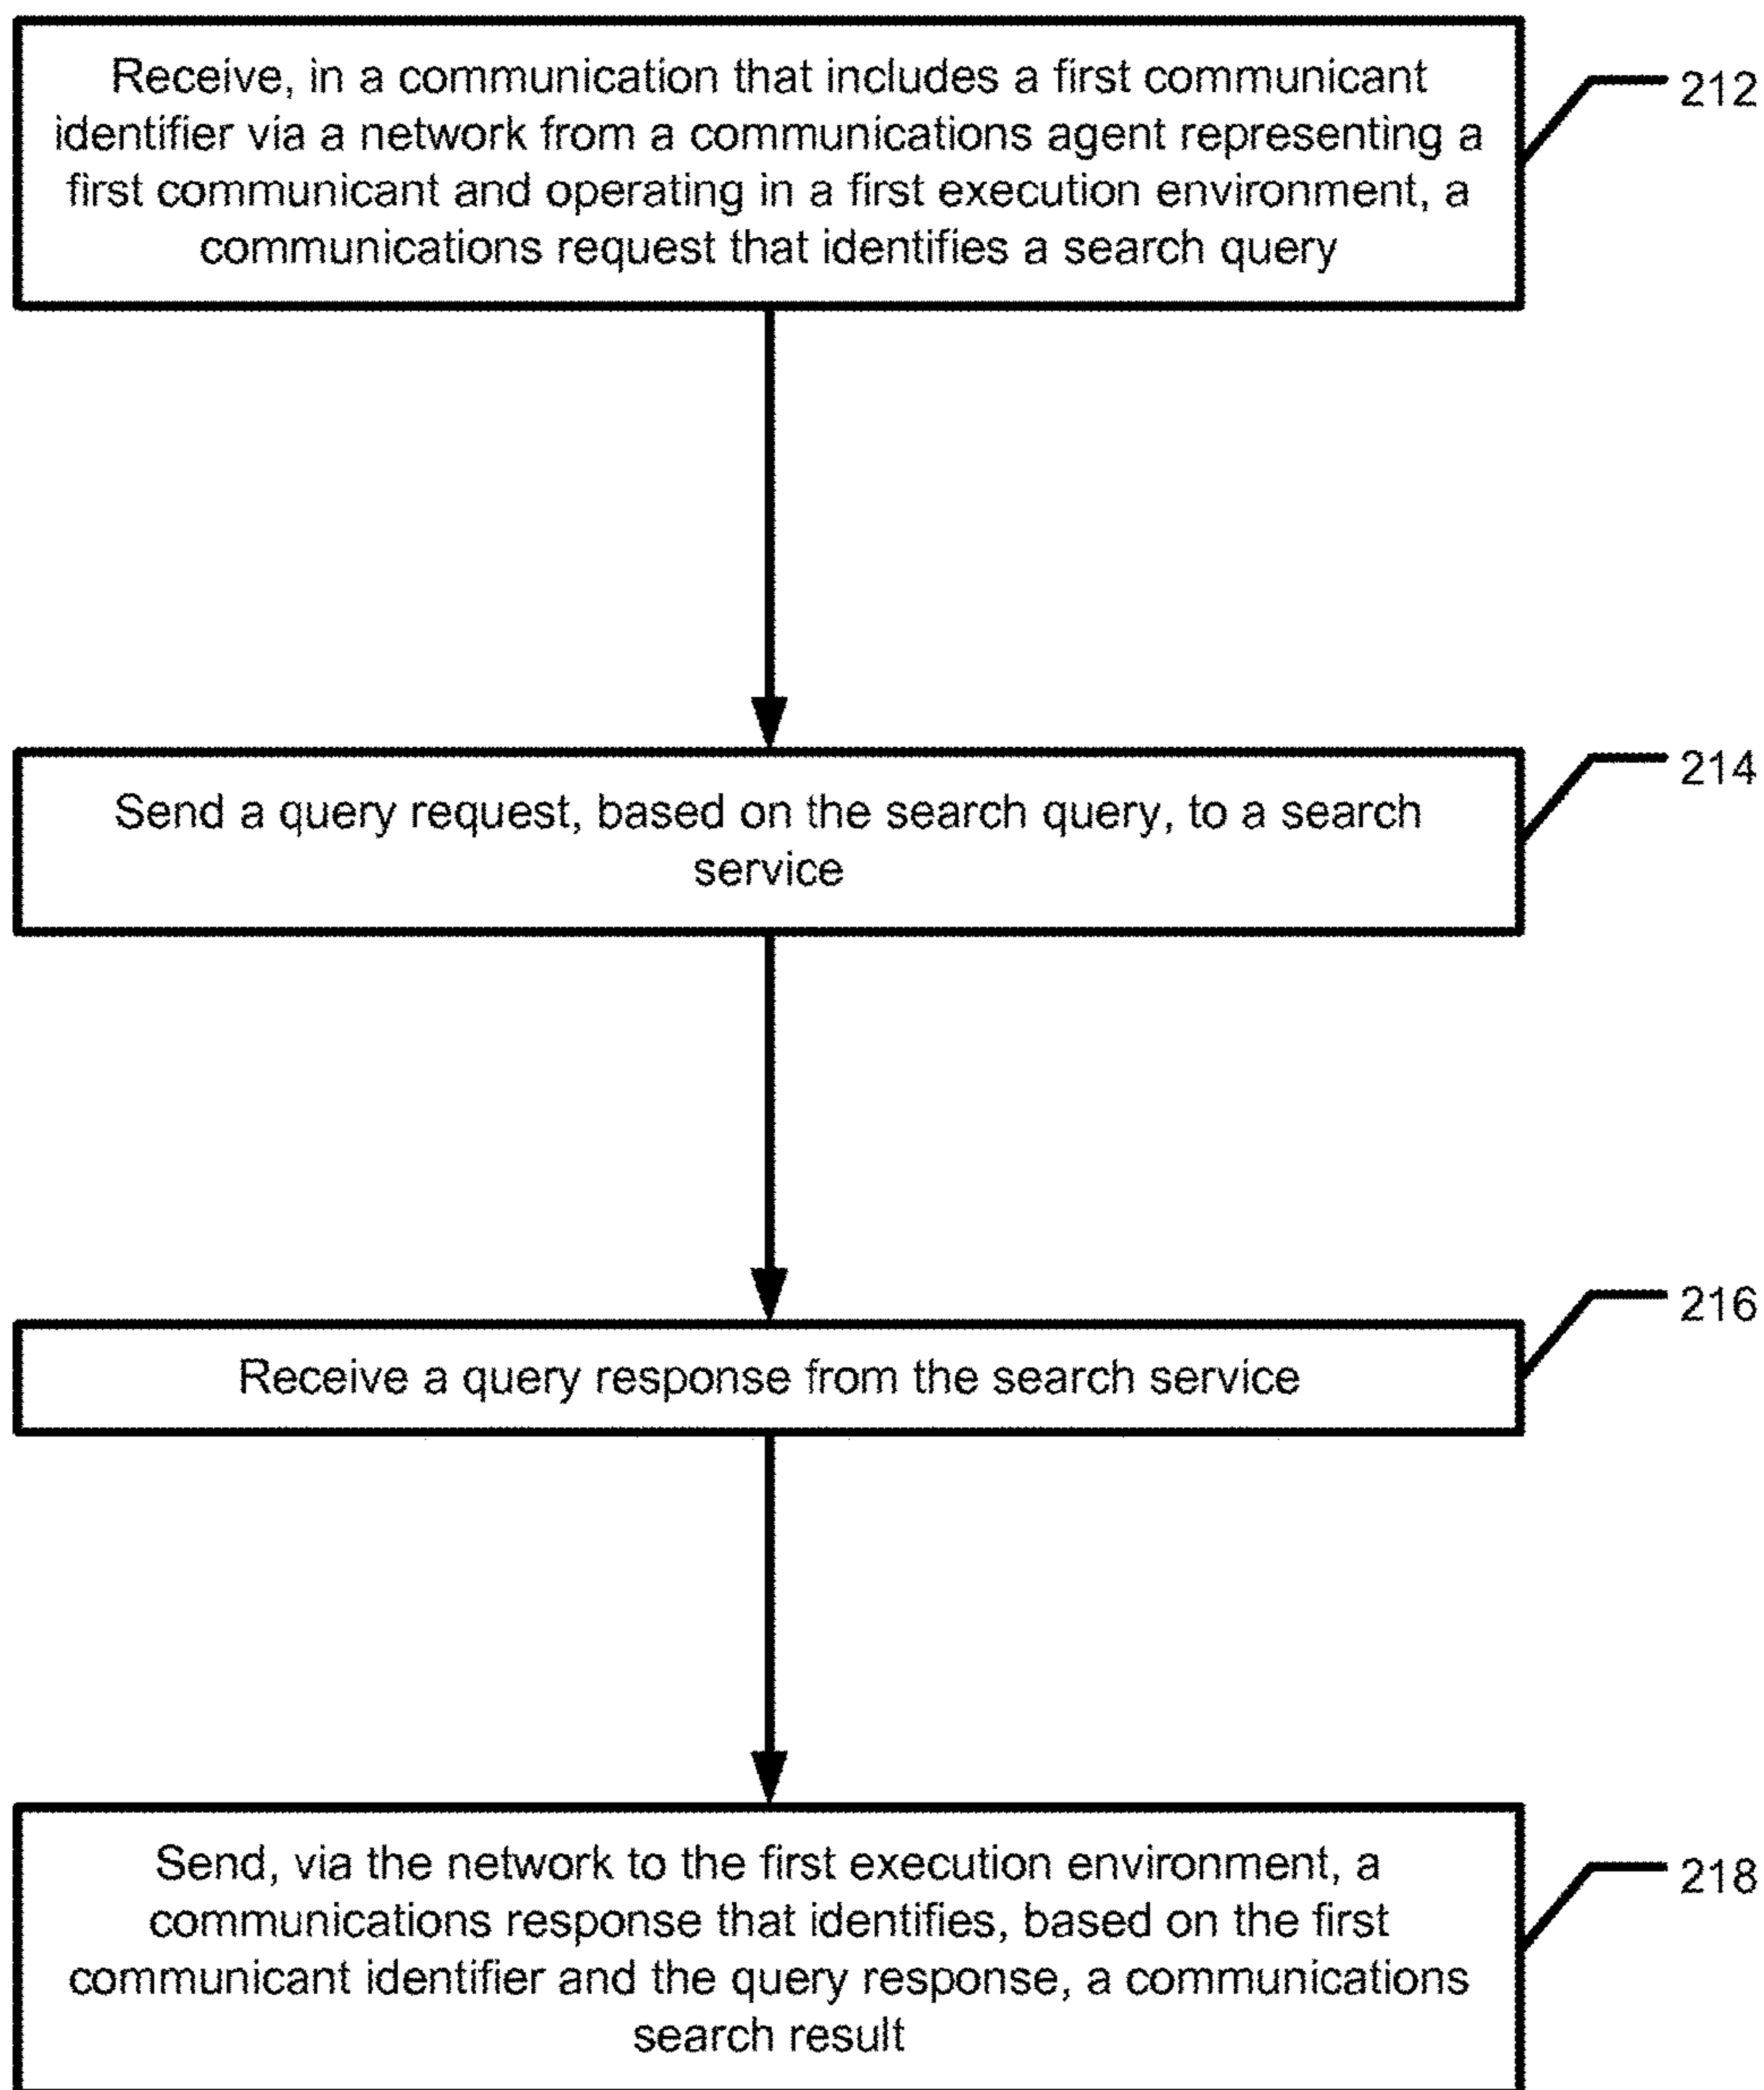 Receive, in a communication that includes a first communicant
identifier via a network from a communications agent representing a
first communicant and operating in a first execution environment, a
communications request that identifies a search query
212
Send a query request, based on the search query, to a search
service
214
Receive a query response from the search service
216
Send, via the network to the first execution environment, a
communications response that identifies, based on the first
communicant identifier and the query response, a communications
search result
218